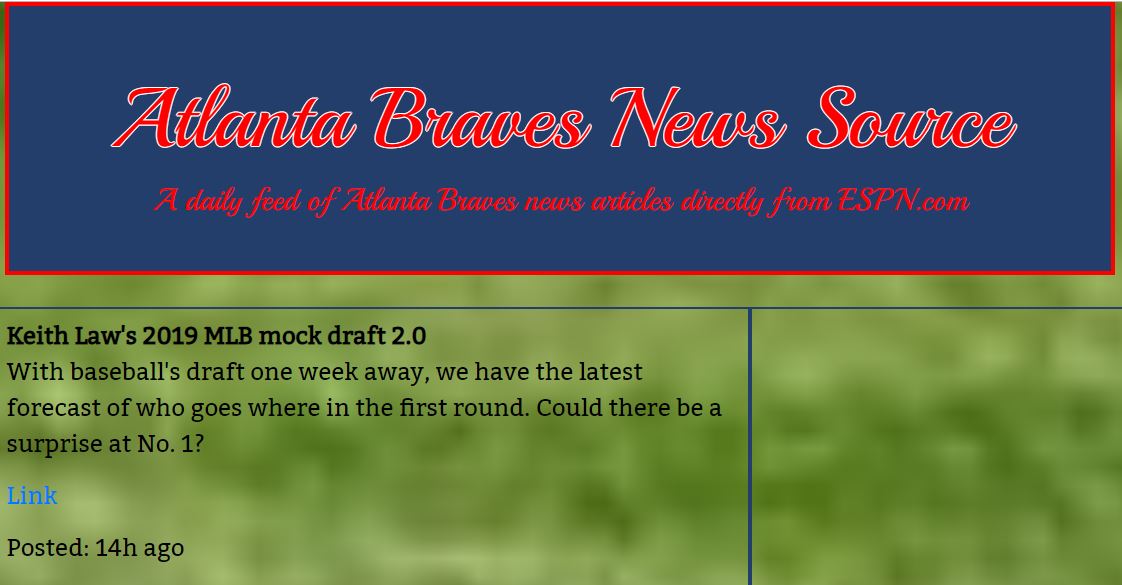 Atlanta Braves News Source
A daily feed of Atlanta Braves news articles directly from ESPN.com
Keith Law's 2019 MLB mock draft 2.0
With baseball's draft one week away, we have the latest
forecast of who goes where in the first round. Could there be a
surprise at No. 1?
Link
Posted: 14h ago